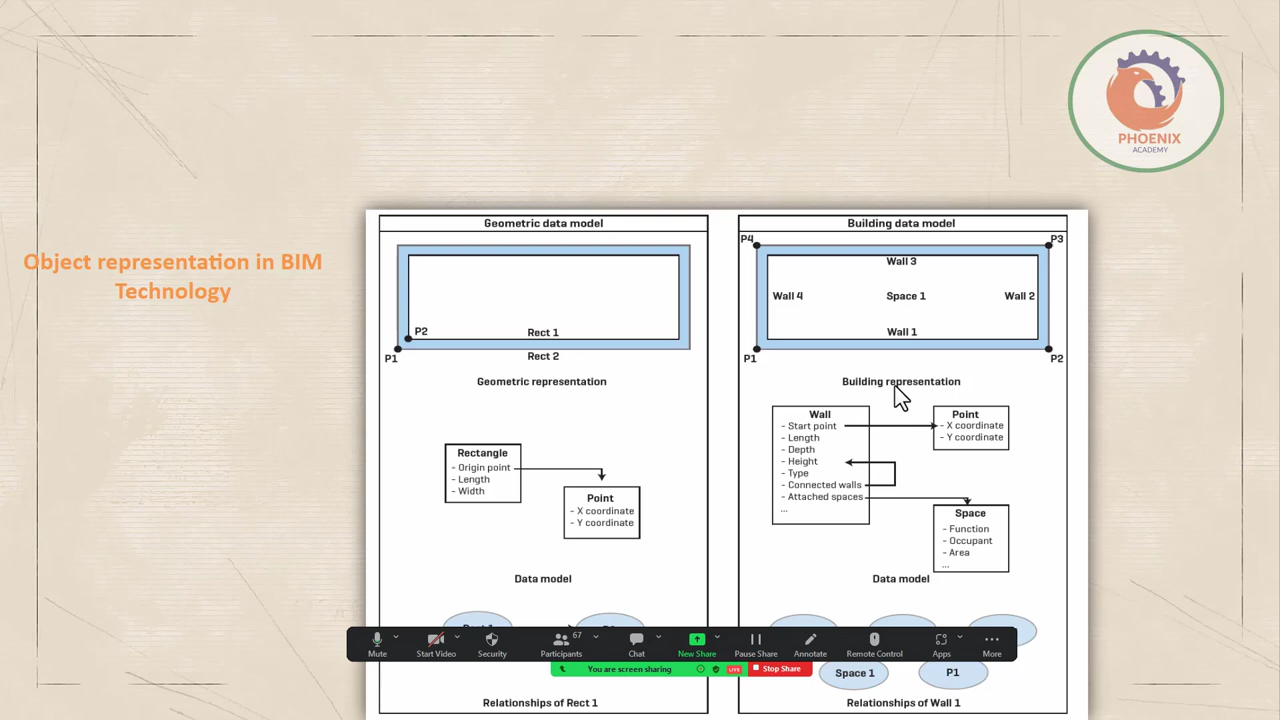 PHOENIX
ACADEMY
Object representation in BIM
Technology
Geometric data model
P2
Rect 1
P1
Rect 2
Geometric representation
Rectangle
- Origin point
- Length
- Width
Point
- X coordinate
- Y coordinate
Data model
Relationships of Rect 1
Building data model
P4
P3
Wall 3
Wall 4
Space 1
Wall 2
Wall 1
P1
P2
Building representation
Wall
- Start point
- Length
- Depth
- Height
- Type
- Connected walls
- Attached spaces
...
Point
- X coordinate
- Y coordinate
Space
- Function
- Occupant
- Area
...
Data model
Space 1
P1
Relationships of Wall 1
Mute
Start Video
Security
Participants
67
Chat
New Share
Pause Share
Annotate
Remote Control
Apps
More
You are screen sharing
LIVE
Stop Share